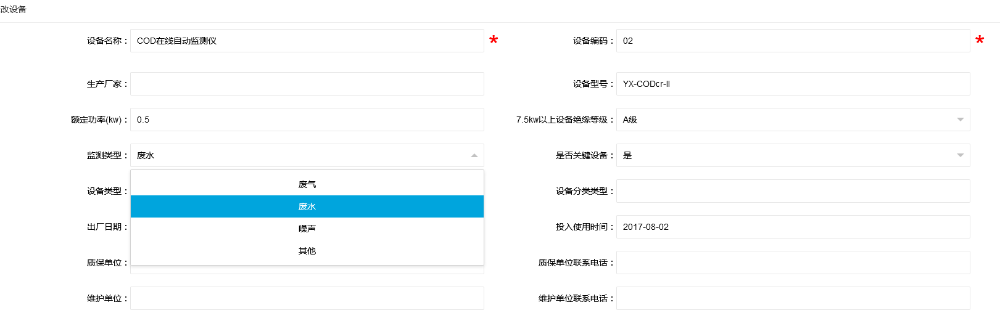 改设备
设备名称： COD在线自动监测仪 * 设备编码： 02 *
生产厂家： 设备型号： YX-CODcr-II
额定功率(kw)： 0.5 7.5kw以上设备绝缘等级： A级
监测类型： 废水 是否关键设备： 是
废气
设备类型： 设备分类类型：
废水
出厂日期： 投入使用时间： 2017-08-02
噪声
其他
质保单位： 质保单位联系电话：
维护单位： 维护单位联系电话：